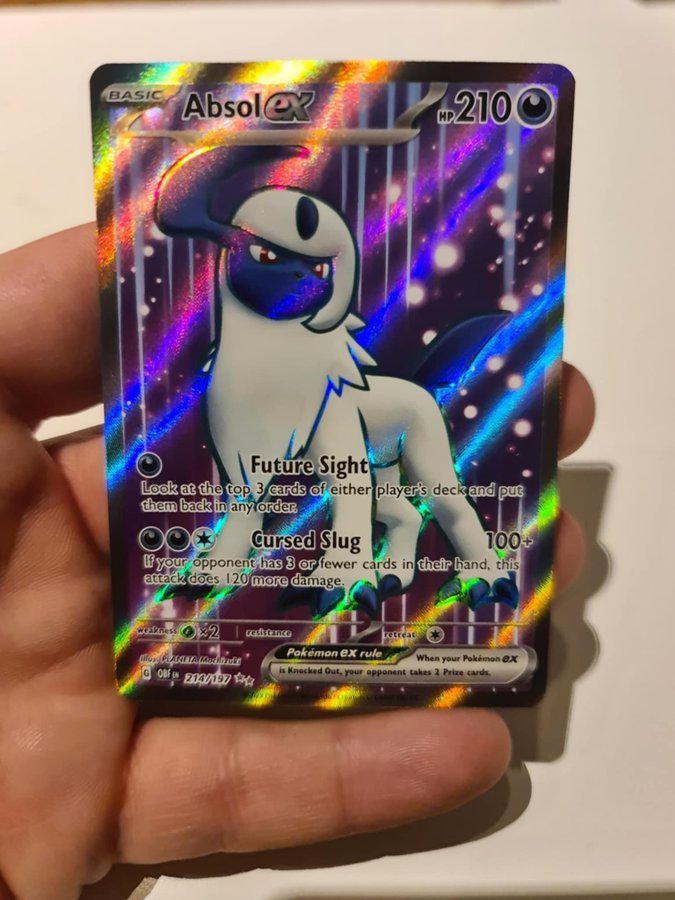 BASIC Absol ex HP 210
Future Sight
Look at the top 3 cards of either player's deck and put
them back in any order.
Cursed Slug 100+
If your opponent has 3 or fewer cards in their hand, this
attack does 120 more damage.
weakness ×2 resistance retreat
Illus. PLANETA Mochizuki
Pokémon ex rule When your Pokémon ex
is Knocked Out, your opponent takes 2 Prize cards.
G OBF EN 214/197 ★★